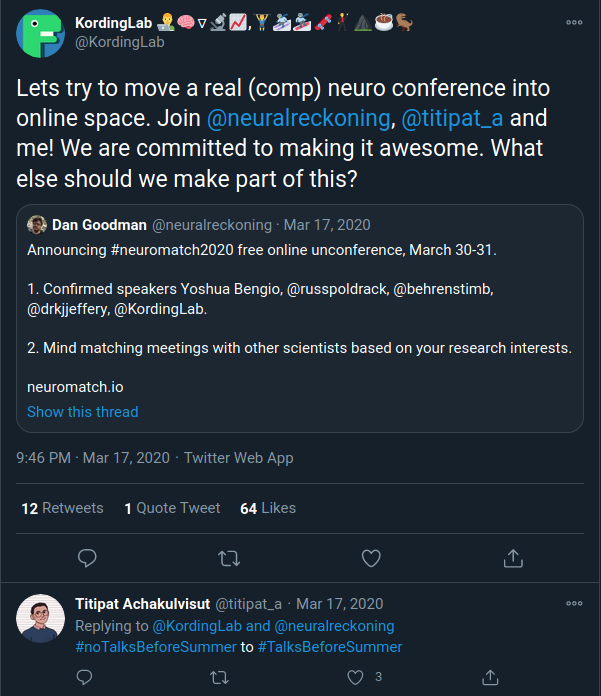 KordingLab 👨‍💻🧠∇🔬📈,🏋️‍♂️⛷️🏂🛹🕺⛰️☕🦖
@KordingLab
Lets try to move a real (comp) neuro conference into
online space. Join @neuralreckoning, @titipat_a and
me! We are committed to making it awesome. What
else should we make part of this?
Dan Goodman @neuralreckoning · Mar 17, 2020
Announcing #neuromatch2020 free online unconference, March 30-31.
1. Confirmed speakers Yoshua Bengio, @russpoldrack, @behrenstimb,
@drkjjeffery, @KordingLab.
2. Mind matching meetings with other scientists based on your research interests.
neuromatch.io
Show this thread
9:46 PM · Mar 17, 2020 · Twitter Web App
12 Retweets 1 Quote Tweet 64 Likes
Titipat Achakulvisut @titipat_a · Mar 17, 2020
Replying to @KordingLab and @neuralreckoning
#noTalksBeforeSummer to #TalksBeforeSummer
3